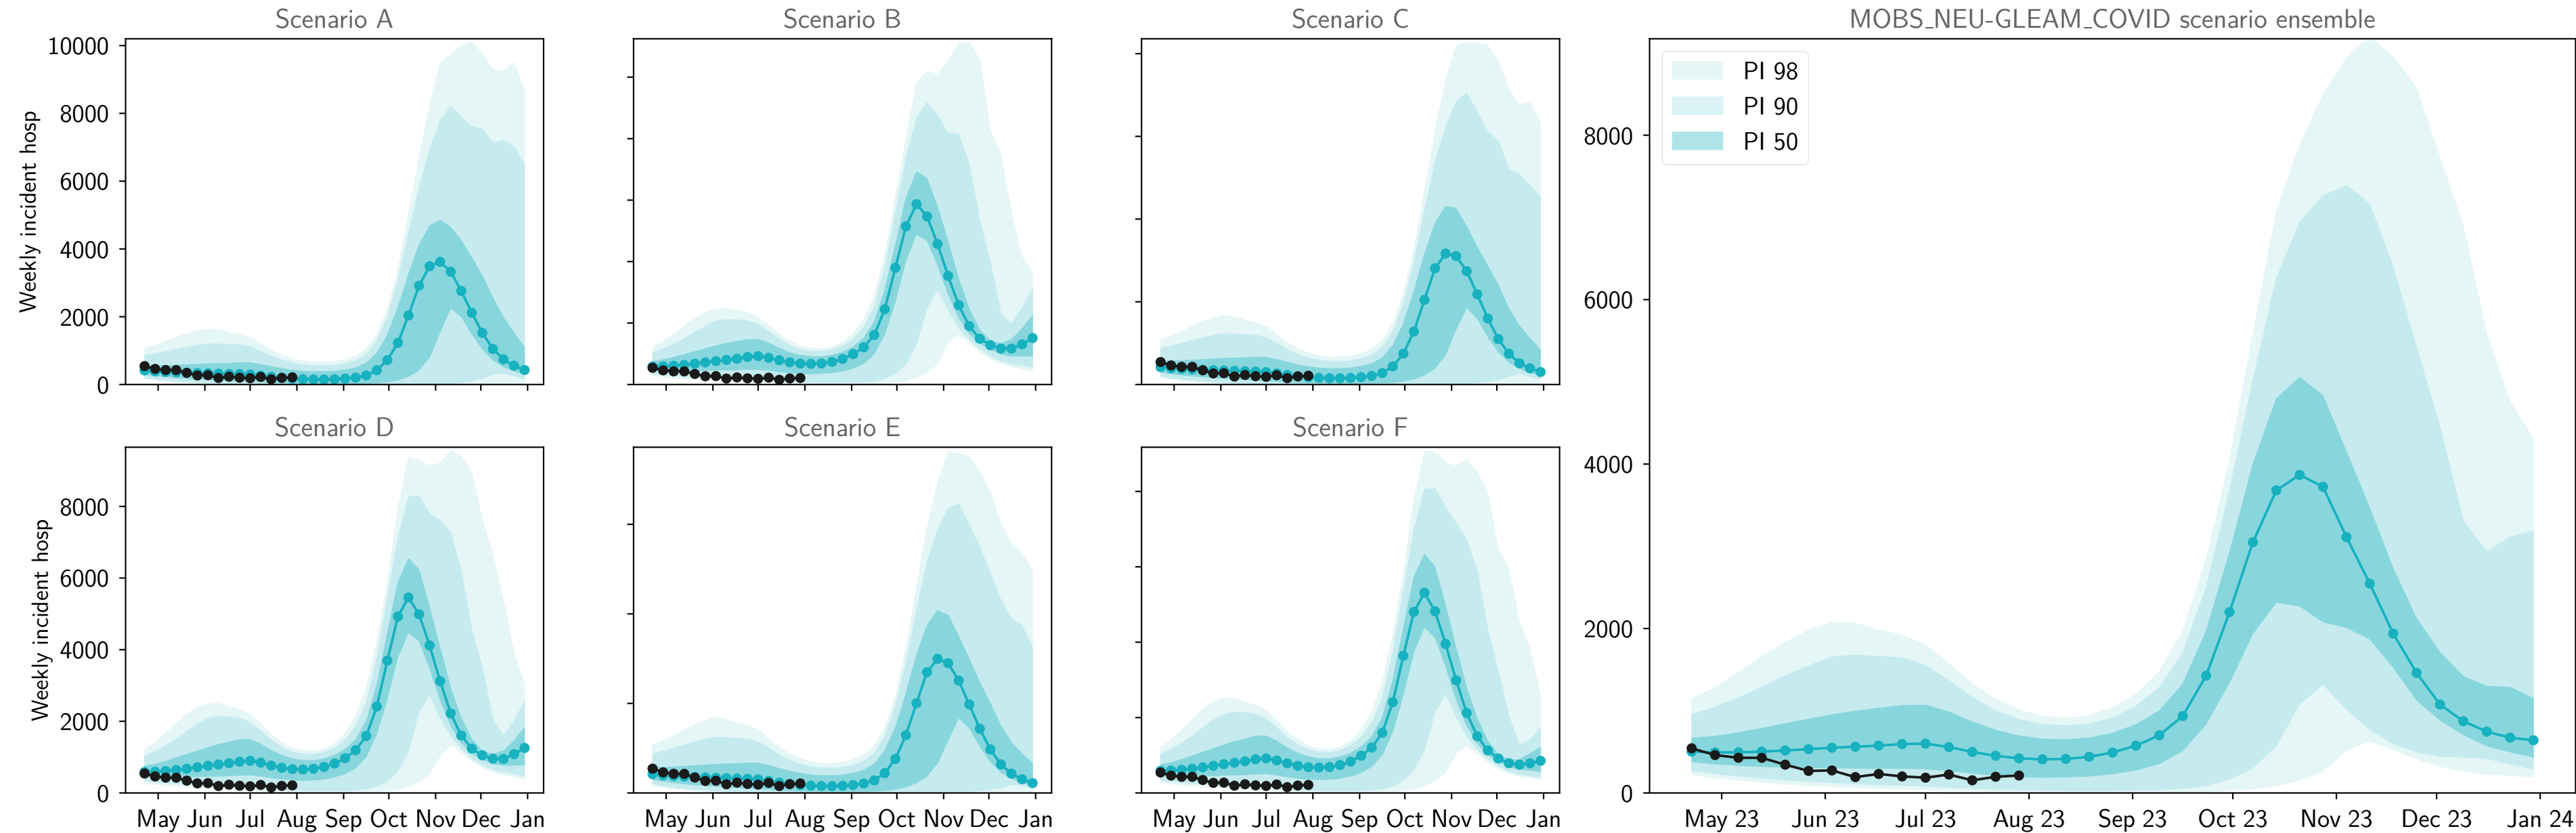 Scenario A
Scenario B
Scenario C
MOBS_NEU-GLEAM_COVID scenario ensemble
Weekly incident hosp
10000
8000
6000
4000
2000
0
PI 98
PI 90
PI 50
8000
6000
4000
2000
0
May 23 Jun 23 Jul 23 Aug 23 Sep 23 Oct 23 Nov 23 Dec 23 Jan 24
Scenario D
Scenario E
Scenario F
Weekly incident hosp
8000
6000
4000
2000
0
May Jun Jul Aug Sep Oct Nov Dec Jan
May Jun Jul Aug Sep Oct Nov Dec Jan
May Jun Jul Aug Sep Oct Nov Dec Jan